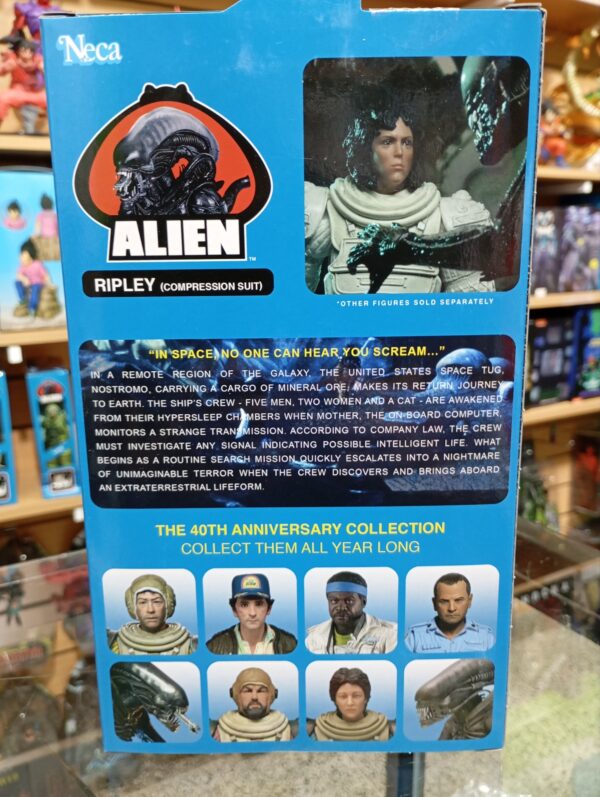 Neca
ALIEN™
RIPLEY (COMPRESSION SUIT)
*OTHER FIGURES SOLD SEPARATELY
"IN SPACE, NO ONE CAN HEAR YOU SCREAM..."
IN A REMOTE REGION OF THE GALAXY, THE UNITED STATES SPACE TUG,
NOSTROMO, CARRYING A CARGO OF MINERAL ORE, MAKES ITS RETURN JOURNEY
TO EARTH. THE SHIP'S CREW - FIVE MEN, TWO WOMEN AND A CAT - ARE AWAKENED
FROM THEIR HYPERSLEEP CHAMBERS WHEN MOTHER, THE ON-BOARD COMPUTER,
MONITORS A STRANGE TRANSMISSION. ACCORDING TO COMPANY LAW, THE CREW
MUST INVESTIGATE ANY SIGNAL INDICATING POSSIBLE INTELLIGENT LIFE. WHAT
BEGINS AS A ROUTINE SEARCH MISSION QUICKLY ESCALATES INTO A NIGHTMARE
OF UNIMAGINABLE TERROR WHEN THE CREW DISCOVERS AND BRINGS ABOARD
AN EXTRATERRESTRIAL LIFEFORM.
THE 40TH ANNIVERSARY COLLECTION
COLLECT THEM ALL YEAR LONG